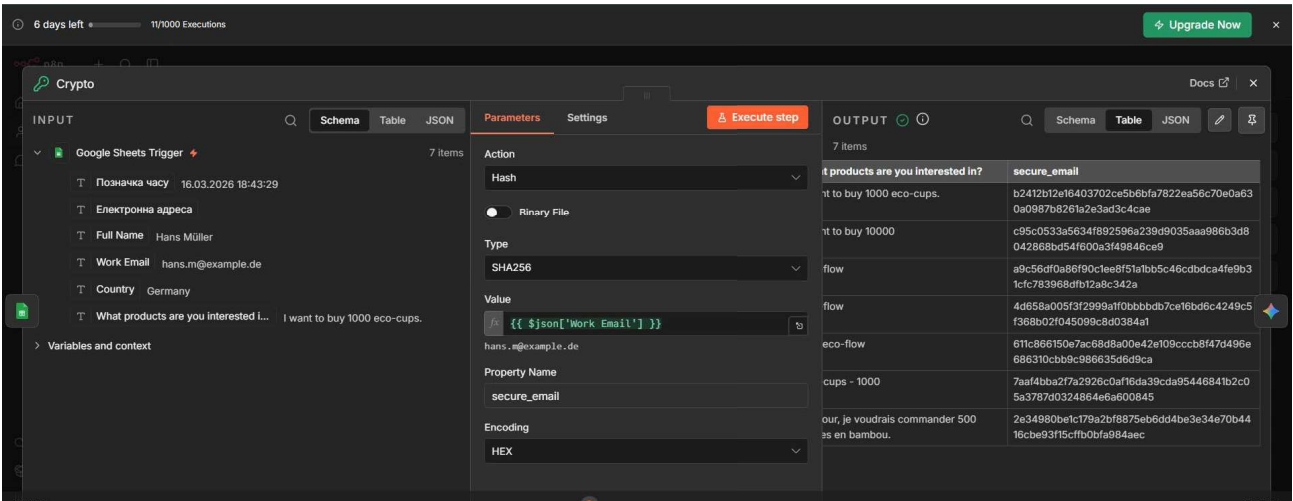 6 days left
11/1000 Executions
Upgrade Now
n8n
Crypto
Docs
INPUT
Schema
Table
JSON
Google Sheets Trigger
7 items
T Позначка часу 16.03.2026 18:43:29
T Електронна адреса
T Full Name Hans Müller
T Work Email hans.m@example.de
T Country Germany
T What products are you interested i... I want to buy 1000 eco-cups.
Variables and context
Parameters
Settings
Execute step
Action
Hash
Binary File
Type
SHA256
Value
fx {{ $json['Work Email'] }}
hans.m@example.de
Property Name
secure_email
Encoding
HEX
OUTPUT
Schema
Table
JSON
7 items
t products are you interested in?
secure_email
nt to buy 1000 eco-cups.
b2412b12e16403702ce5b6bfa7822ea56c70e0a63
0a0987b8261a2e3ad3c4cae
nt to buy 10000
c95c0533a5634f892596a239d9035aaa986b3d8
042868bd54f600a3f49846ce9
flow
a9c56df0a86f90c1ee8f51a1bb5c46cdbdca4fe9b3
1cfc783968dfb12a8c342a
flow
4d658a005f3f2999a1f0bbbbdb7ce16bd6c4249c5
f368b02f045099c8d0384a1
eco-flow
611c866150e7ac68d8a00e42e109cccb8f47d496e
686310cbb9c986635d6d9ca
cups - 1000
7aaf4bba2f7a2926c0af16da39cda95446841b2c0
5a3787d0324864e6a600845
our, je voudrais commander 500
es en bambou.
2e34980be1c179a2bf8875eb6dd4be3e34e70b44
16cbe93f15cffb0bfa984aec